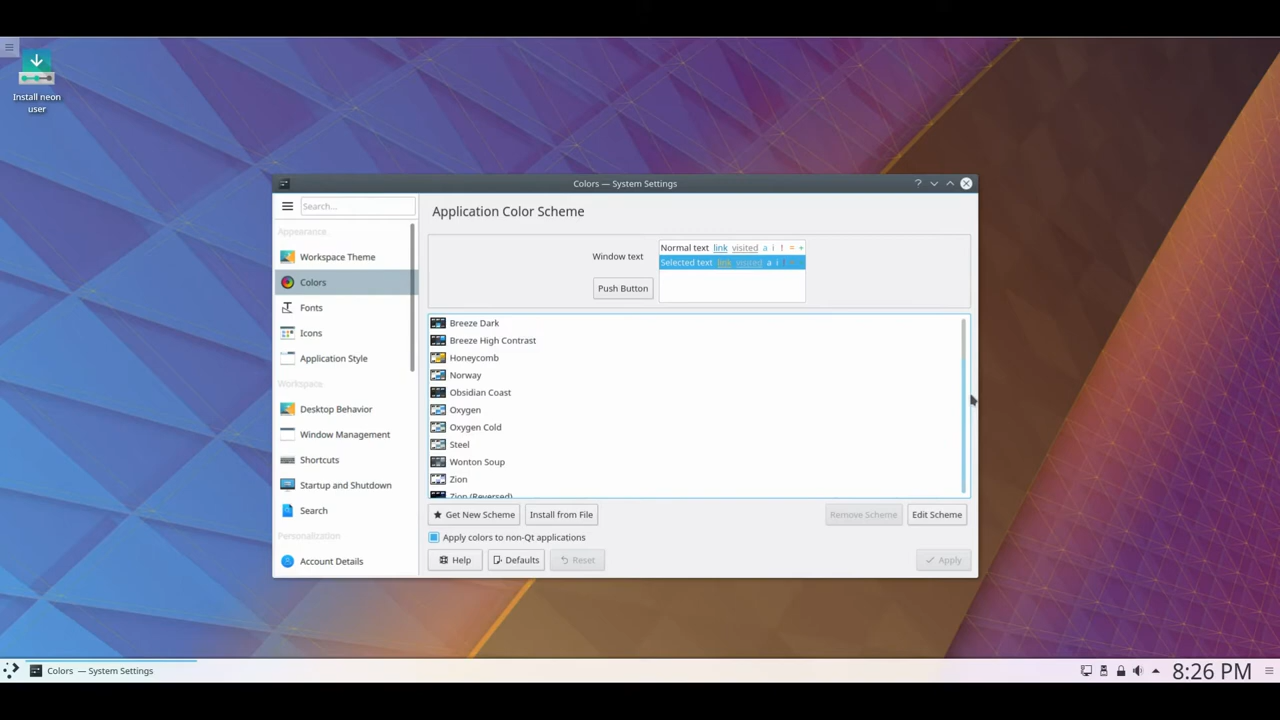 Install neon
user
Colors — System Settings
Search...
Appearance
Workspace Theme
Colors
Fonts
Icons
Application Style
Workspace
Desktop Behavior
Window Management
Shortcuts
Startup and Shutdown
Search
Personalization
Account Details
Application Color Scheme
Window text
Push Button
Normal text link visited a i ! = +
Selected text link visited a i
Breeze Dark
Breeze High Contrast
Honeycomb
Norway
Obsidian Coast
Oxygen
Oxygen Cold
Steel
Wonton Soup
Zion
Zion (Reversed)
Get New Scheme
Install from File
Remove Scheme
Edit Scheme
Apply colors to non-Qt applications
Help
Defaults
Reset
Apply
Colors — System Settings
8:26 PM